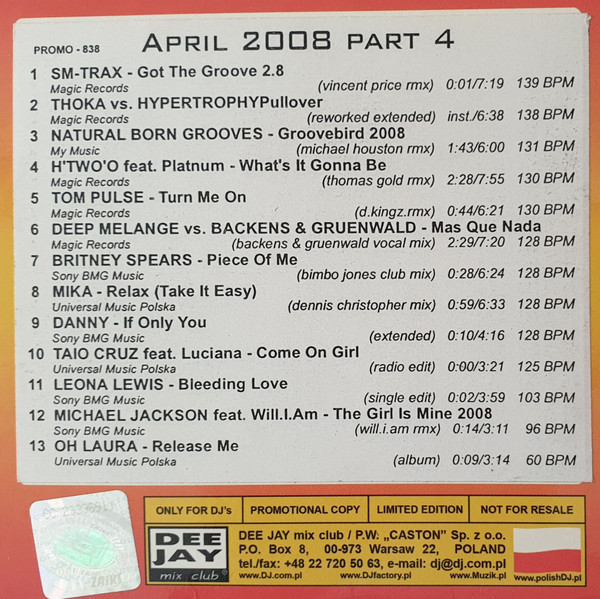 PROMO - 838 APRIL 2008 PART 4
1 SM-TRAX - Got The Groove 2.8
Magic Records (vincent price rmx) 0:01/7:19 139 BPM
2 THOKA vs. HYPERTROPHYPullover
Magic Records (reworked extended) inst./6:38 138 BPM
3 NATURAL BORN GROOVES - Groovebird 2008
My Music (michael houston rmx) 1:43/6:00 131 BPM
4 H'TWO'O feat. Platnum - What's It Gonna Be
Magic Records (thomas gold rmx) 2:28/7:55 130 BPM
5 TOM PULSE - Turn Me On
Magic Records (d.kingz.rmx) 0:44/6:21 130 BPM
6 DEEP MELANGE vs. BACKENS & GRUENWALD - Mas Que Nada
Magic Records (backens & gruenwald vocal mix) 2:29/7:20 128 BPM
7 BRITNEY SPEARS - Piece Of Me
Sony BMG Music (bimbo jones club mix) 0:28/6:24 128 BPM
8 MIKA - Relax (Take It Easy)
Universal Music Polska (dennis christopher mix) 0:59/6:33 128 BPM
9 DANNY - If Only You
Sony BMG Music (extended) 0:10/4:16 128 BPM
10 TAIO CRUZ feat. Luciana - Come On Girl
Universal Music Polska (radio edit) 0:00/3:21 125 BPM
11 LEONA LEWIS - Bleeding Love
Sony BMG Music (single edit) 0:02/3:59 103 BPM
12 MICHAEL JACKSON feat. Will.I.Am - The Girl Is Mine 2008
Sony BMG Music (will.i.am rmx) 0:14/3:11 96 BPM
13 OH LAURA - Release Me
Universal Music Polska (album) 0:09/3:14 60 BPM
ONLY FOR DJ's PROMOTIONAL COPY LIMITED EDITION NOT FOR RESALE
DEE JAY mix club
DEE JAY mix club / P.W. „CASTON" Sp. z o.o.
P.O. Box 8, 00-973 Warsaw 22, POLAND
tel./fax: +48 22 720 50 63, e-mail: dj@dj.com.pl
www.DJ.com.pl www.DJfactory.pl www.Muzik.pl www.polishDJ.pl